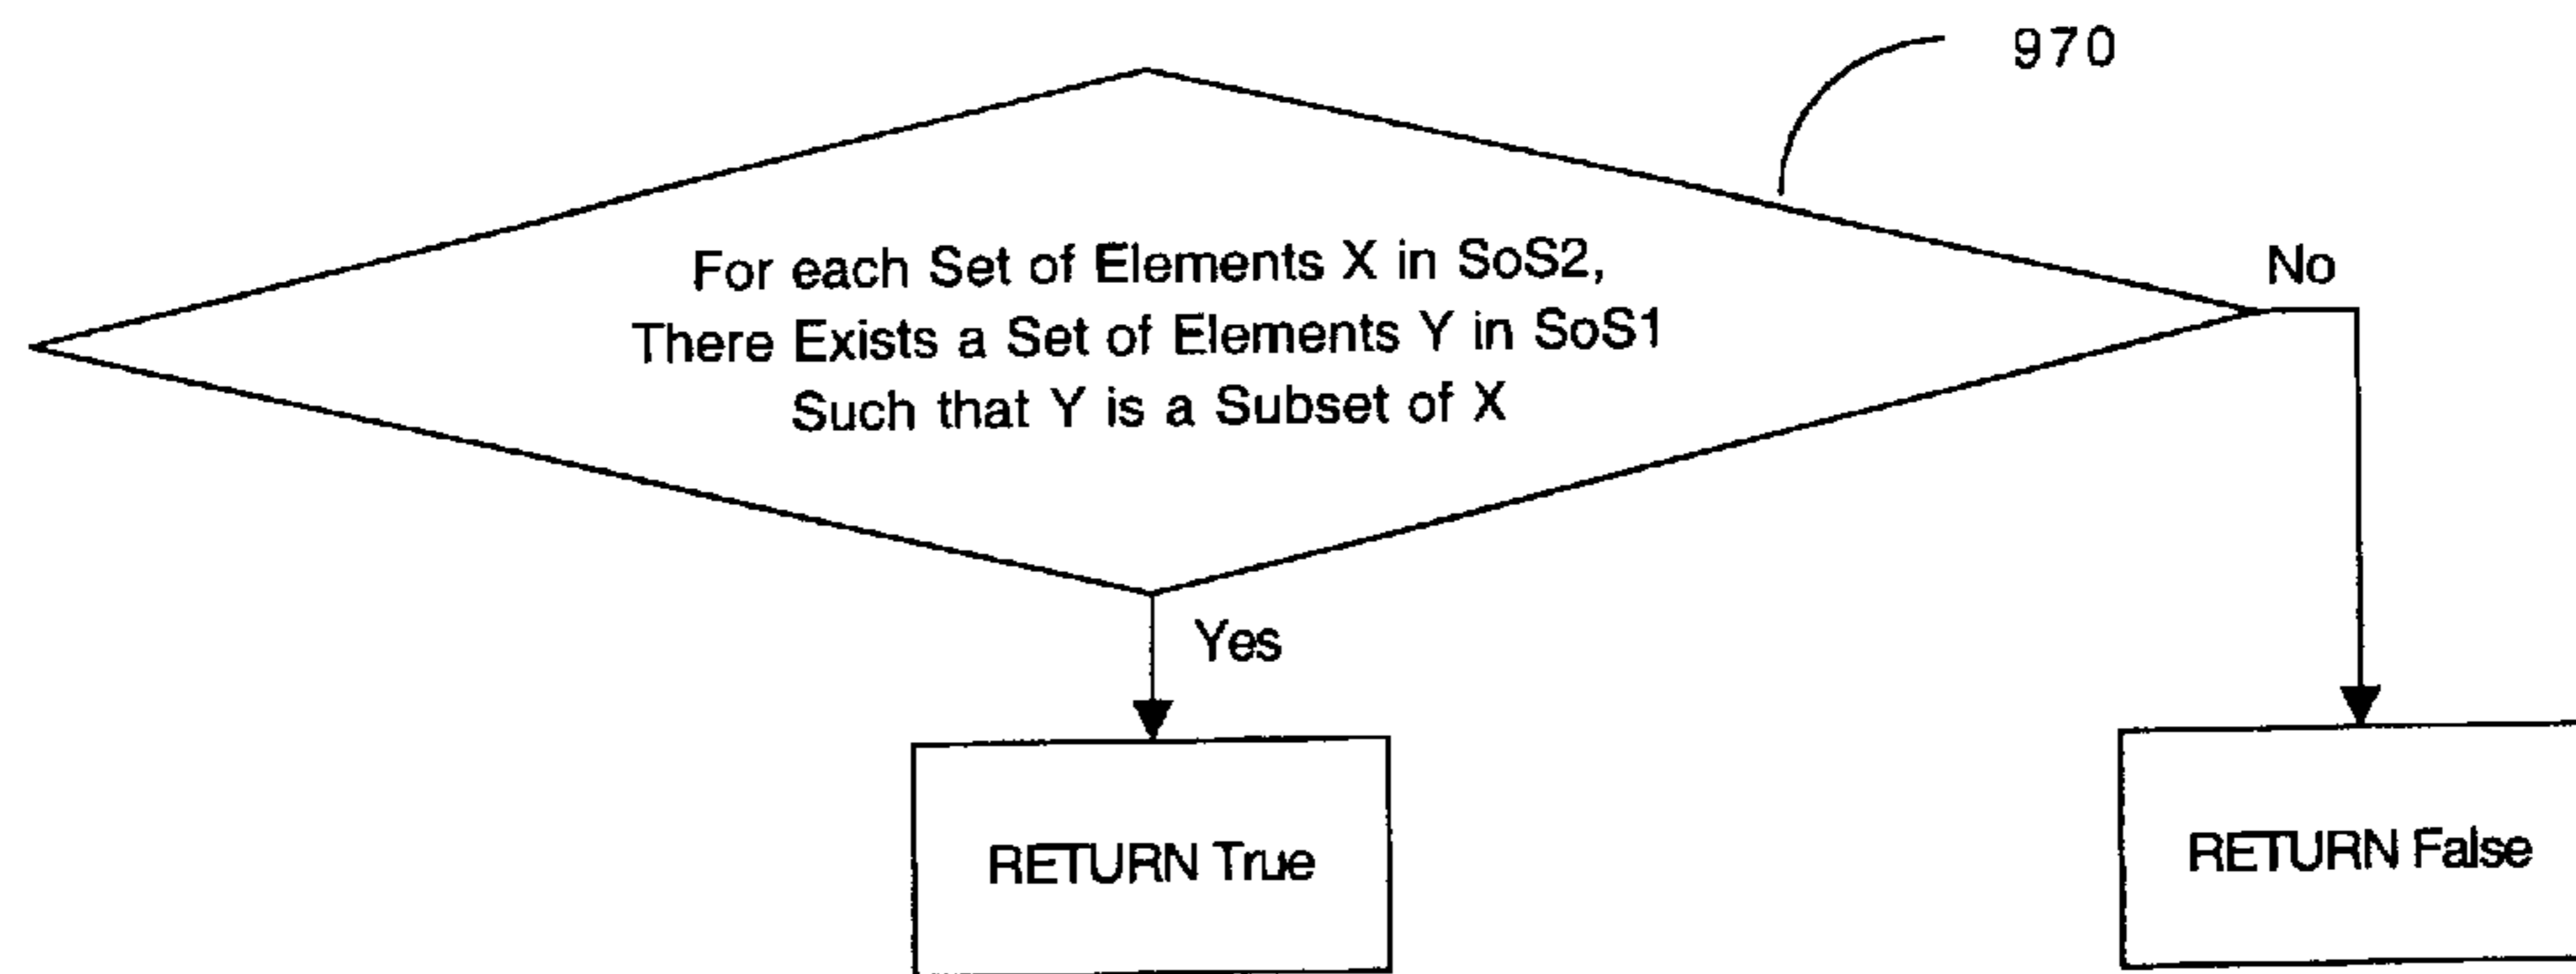 970
For each Set of Elements X in SoS2,
There Exists a Set of Elements Y in SoS1
Such that Y is a Subset of X
No
Yes
RETURN True
RETURN False